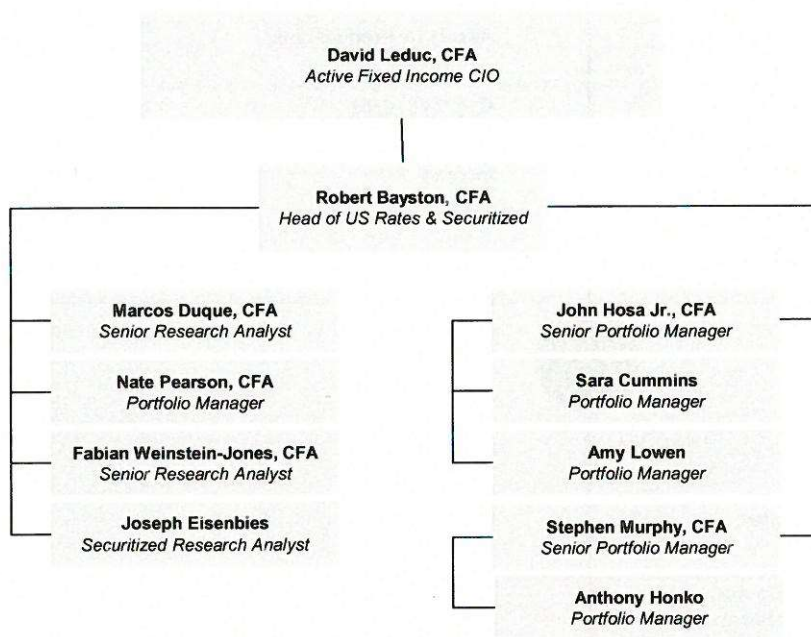 David Leduc, CFA
Active Fixed Income CIO
Robert Bayston, CFA
Head of US Rates & Securitized
Marcos Duque, CFA
Senior Research Analyst
Nate Pearson, CFA
Portfolio Manager
Fabian Weinstein-Jones, CFA
Senior Research Analyst
Joseph Eisenbies
Securitized Research Analyst
John Hosa Jr., CFA
Senior Portfolio Manager
Sara Cummins
Portfolio Manager
Amy Lowen
Portfolio Manager
Stephen Murphy, CFA
Senior Portfolio Manager
Anthony Honko
Portfolio Manager